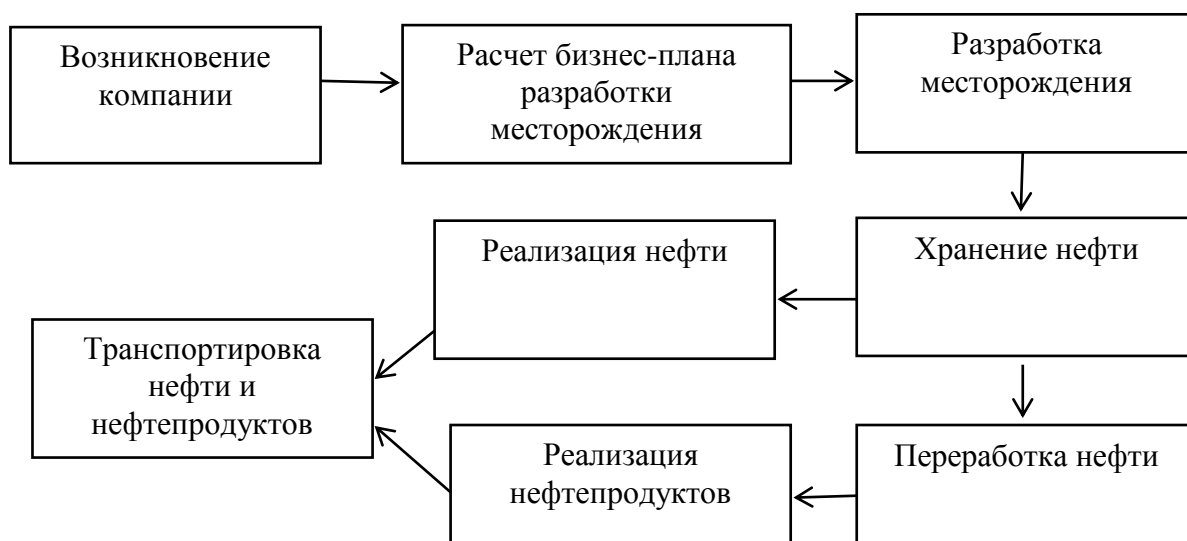 Возникновение
компании
Расчет бизнес-плана
разработки
месторождения
Разработка
месторождения
Хранение нефти
Реализация нефти
Транспортировка
нефти и
нефтепродуктов
Переработка нефти
Реализация
нефтепродуктов